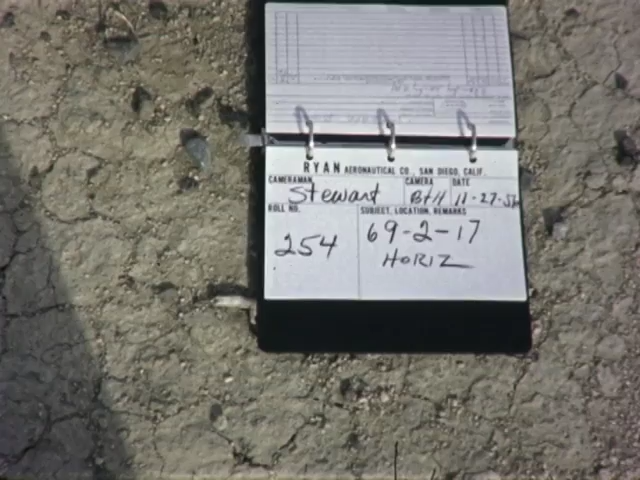 RYAN AERONAUTICAL CO., SAN DIEGO, CALIF.
CAMERAMAN CAMERA DATE
Stewart B+H 11-27-56
ROLL NO. SUBJECT, LOCATION, REMARKS
254 69-2-17
HORIZ